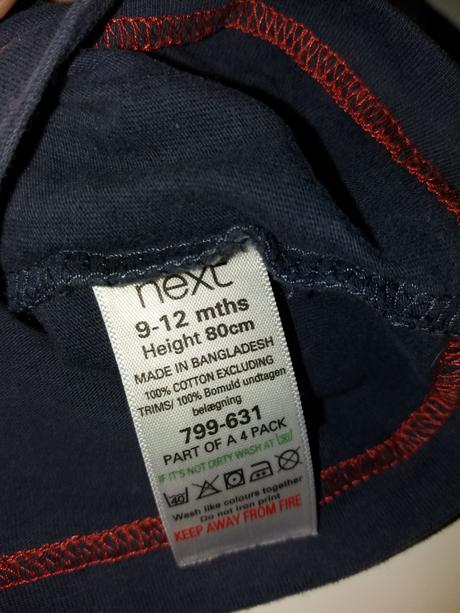 next
9-12 mths
Height 80cm
MADE IN BANGLADESH
100% COTTON EXCLUDING
TRIMS/ 100% Bomuld undtagen
belægning
799-631
PART OF A 4 PACK
IF IT'S NOT DIRTY WASH AT 30
40
Wash like colours together
Do not iron print
KEEP AWAY FROM FIRE